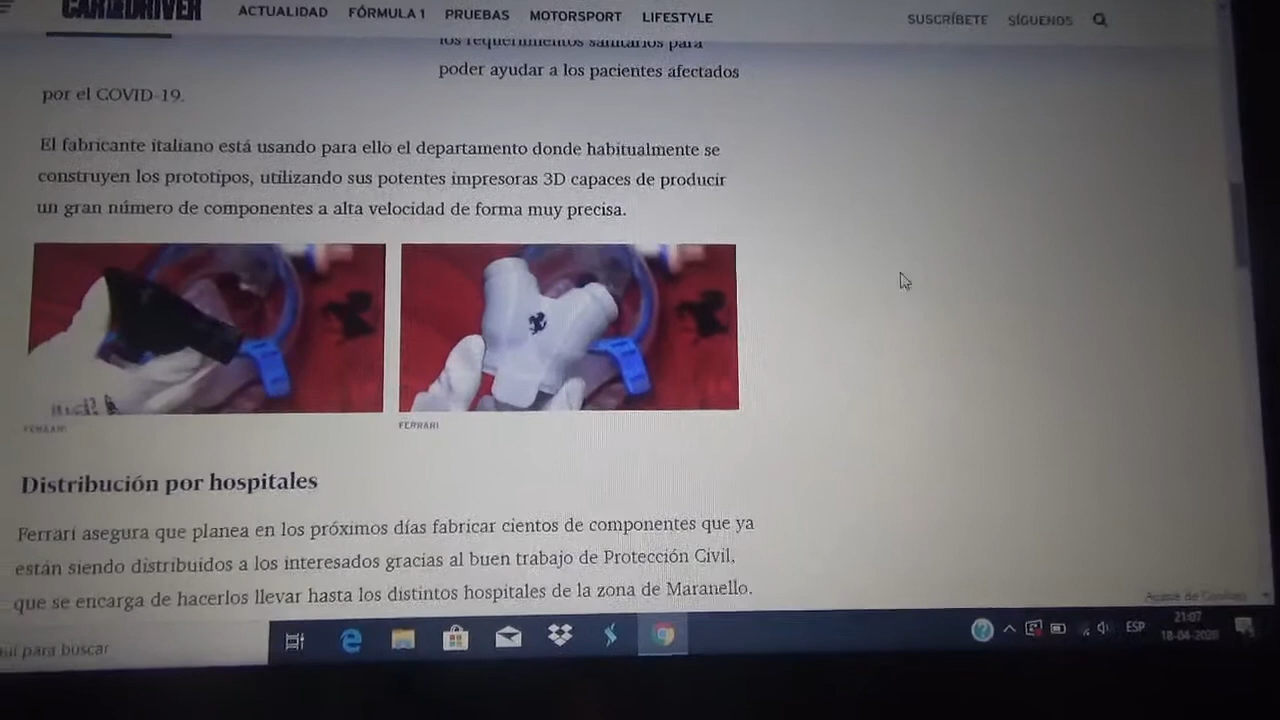 CAR AND DRIVER
ACTUALIDAD FÓRMULA 1 PRUEBAS MOTORSPORT LIFESTYLE SUSCRÍBETE SÍGUENOS
los requerimientos sanitarios para
poder ayudar a los pacientes afectados
por el COVID-19.
El fabricante italiano está usando para ello el departamento donde habitualmente se
construyen los prototipos, utilizando sus potentes impresoras 3D capaces de producir
un gran número de componentes a alta velocidad de forma muy precisa.
FERRARI FERRARI
Distribución por hospitales
Ferrari asegura que planea en los próximos días fabricar cientos de componentes que ya
están siendo distribuidos a los interesados gracias al buen trabajo de Protección Civil,
que se encarga de hacerlos llevar hasta los distintos hospitales de la zona de Maranello.
para buscar
ESP
21:07
18-04-2020